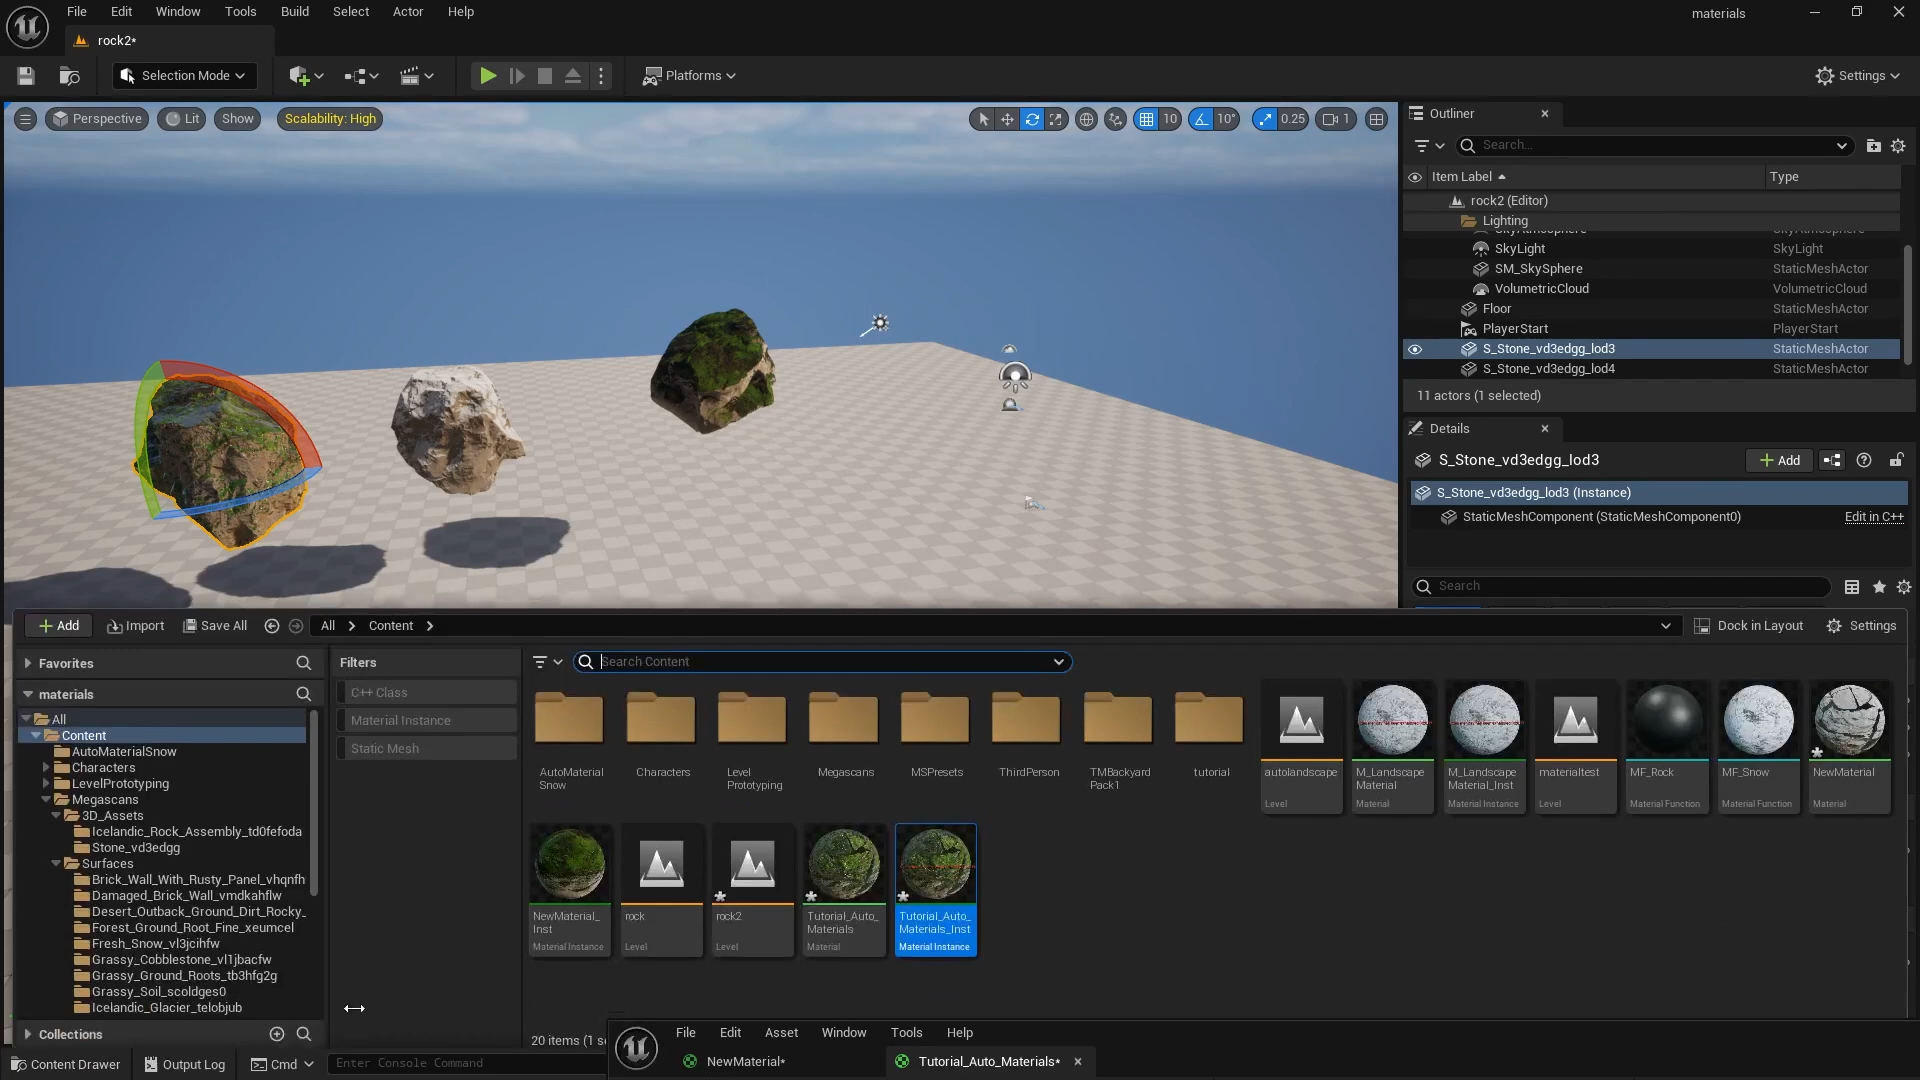 File Edit Window Tools Build Select Actor Help
materials
rock2*
Selection Mode
Platforms
Settings
Perspective Lit Show Scalability: High
10 10° 0.25 1
Outliner
Search...
Item Label Type
rock2 (Editor)
Lighting
SkyAtmosphere SkyAtmosphere
SkyLight SkyLight
SM_SkySphere StaticMeshActor
VolumetricCloud VolumetricCloud
Floor StaticMeshActor
PlayerStart PlayerStart
S_Stone_vd3edgg_lod3 StaticMeshActor
S_Stone_vd3edgg_lod4 StaticMeshActor
11 actors (1 selected)
Details
S_Stone_vd3edgg_lod3
Add
S_Stone_vd3edgg_lod3 (Instance)
StaticMeshComponent (StaticMeshComponent0) Edit in C++
Search
Add Import Save All All Content
Dock in Layout Settings
Favorites
materials
All
Content
AutoMaterialSnow
Characters
LevelPrototyping
Megascans
3D_Assets
Icelandic_Rock_Assembly_td0fefoda
Stone_vd3edgg
Surfaces
Brick_Wall_With_Rusty_Panel_vhqnfh
Damaged_Brick_Wall_vmdkahflw
Desert_Outback_Ground_Dirt_Rocky_
Forest_Ground_Root_Fine_xeumcel
Fresh_Snow_vl3jcihfw
Grassy_Cobblestone_vl1jbacfw
Grassy_Ground_Roots_tb3hfg2g
Grassy_Soil_scoldges0
Icelandic_Glacier_telobjub
Collections
Filters
C++ Class
Material Instance
Static Mesh
Search Content
AutoMaterial
Snow
Characters
Level
Prototyping
Megascans
MSPresets
ThirdPerson
TMBackyard
Pack1
tutorial
autolandscape
Level
M_Landscape
Material
Material
M_Landscape
Material_Inst
Material Instance
materialtest
Level
MF_Rock
Material Function
MF_Snow
Material Function
NewMaterial
Material
NewMaterial_
Inst
Material Instance
rock
Level
rock2
Level
Tutorial_Auto_
Materials
Material
Tutorial_Auto_
Materials_Inst
Material Instance
20 items (1 se
File Edit Asset Window Tools Help
NewMaterial*
Tutorial_Auto_Materials*
Content Drawer Output Log Cmd Enter Console Command